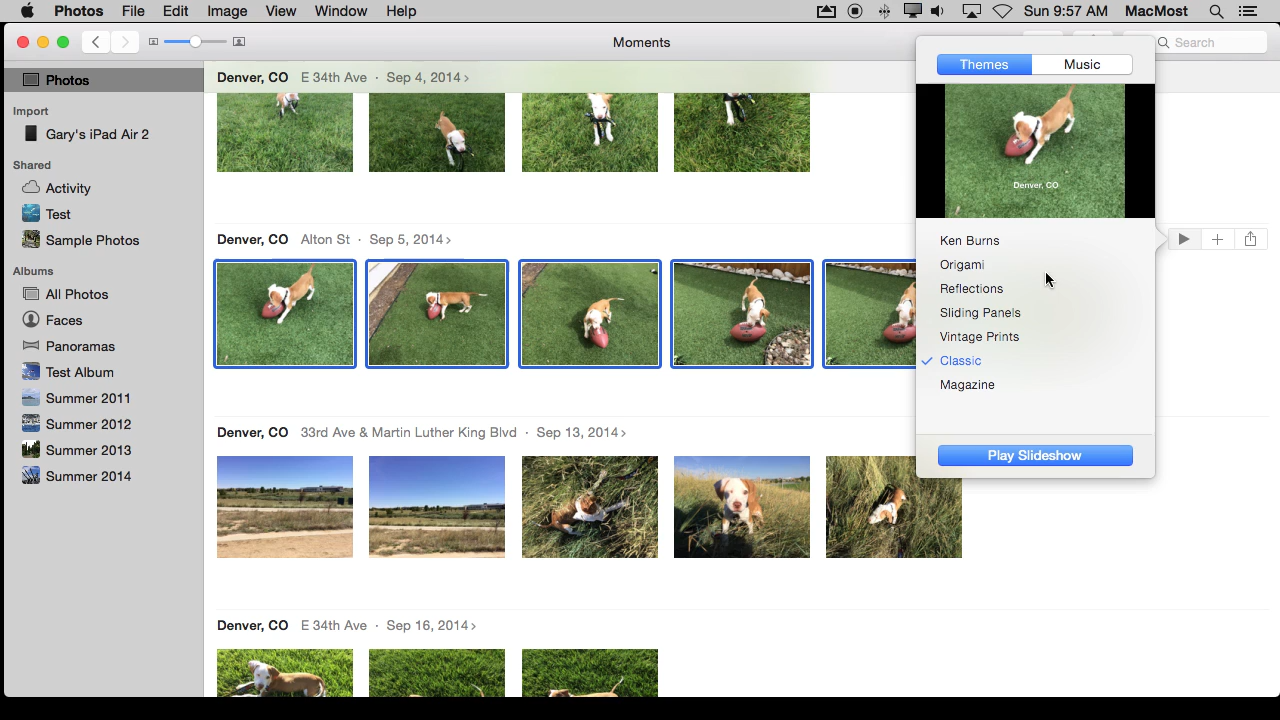 Photos File Edit Image View Window Help Sun 9:57 AM MacMost
Moments
Search
Photos
Import
Gary's iPad Air 2
Shared
Activity
Test
Sample Photos
Albums
All Photos
Faces
Panoramas
Test Album
Summer 2011
Summer 2012
Summer 2013
Summer 2014
Denver, CO E 34th Ave · Sep 4, 2014 >
Denver, CO Alton St · Sep 5, 2014 >
Denver, CO 33rd Ave & Martin Luther King Blvd · Sep 13, 2014 >
Denver, CO E 34th Ave · Sep 16, 2014 >
Themes Music
Denver, CO
Ken Burns
Origami
Reflections
Sliding Panels
Vintage Prints
Classic
Magazine
Play Slideshow